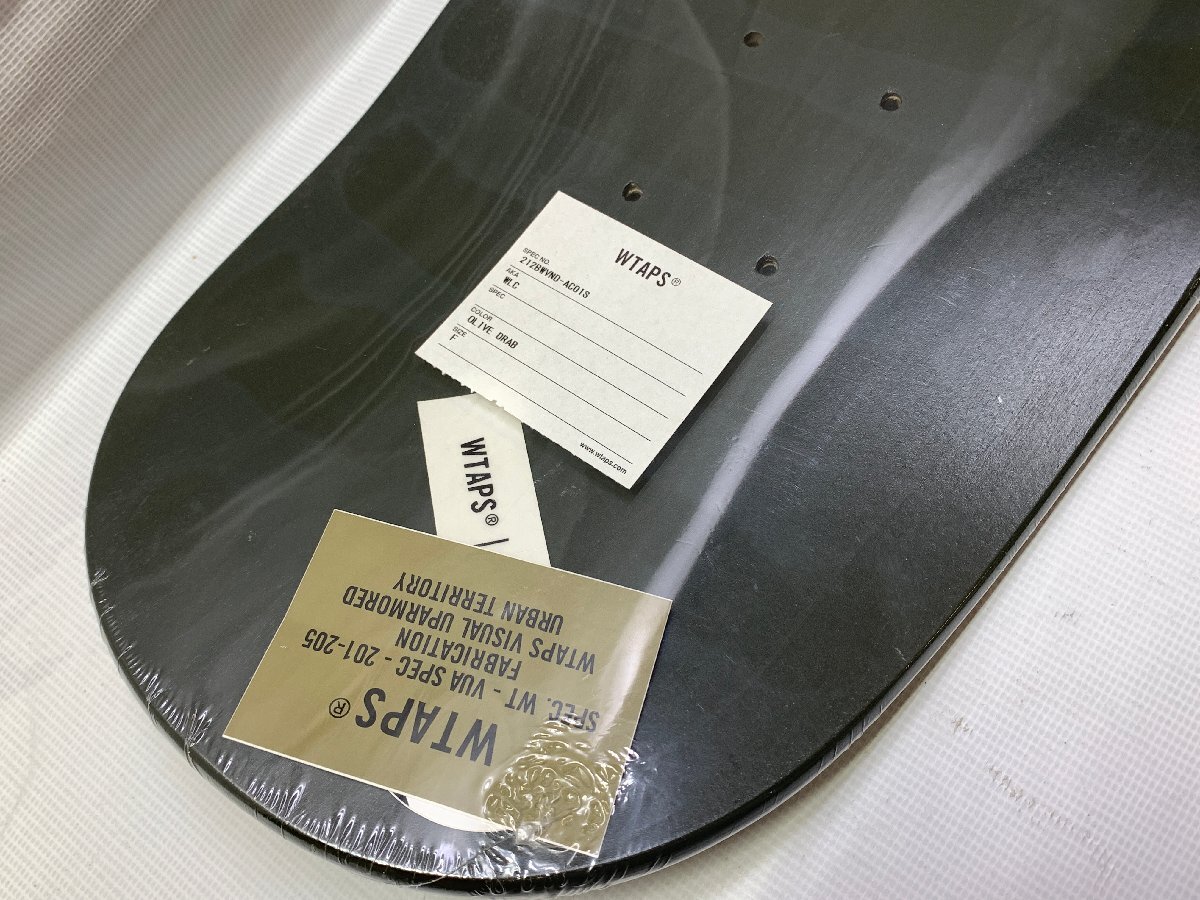 WTAPS®
SPEC NO.
212BWVND-AC01S
AKA
WLC
SPEC
COLOR
OLIVE DRAB
SIZE
F
www.wtaps.com
WTAPS® |
WTAPS®
SPEC. WT - VUA SPEC - 201-205
FABRICATION
WTAPS VISUAL UPARMORED
URBAN TERRITORY